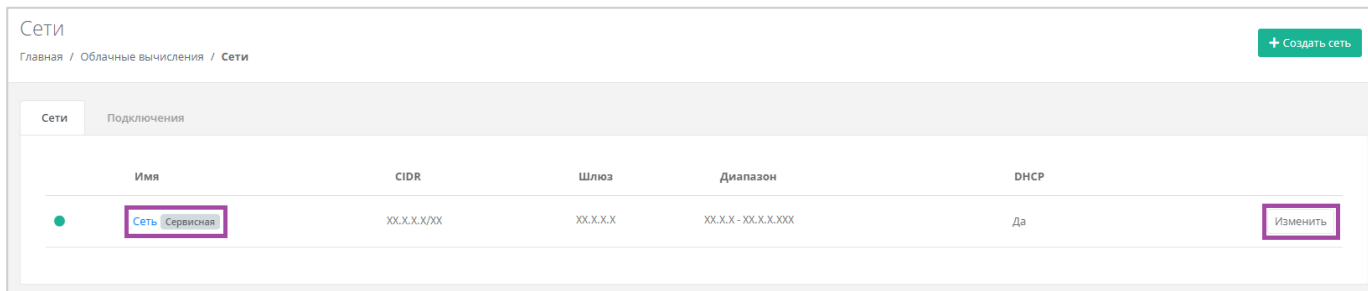 Сети
+ Создать сеть
Главная / Облачные вычисления / Сети
Сети Подключения
Имя CIDR Шлюз Диапазон DHCP
Сеть Сервисная XX.X.X.X/XX XX.X.X.X XX.X.X - XX.X.X.XXX Да Изменить